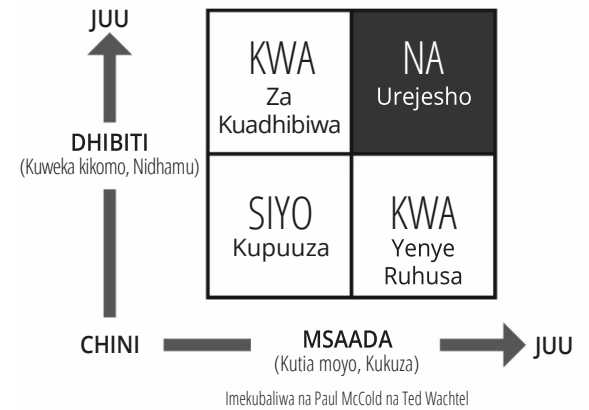 JUU
KWA
Za
Kuadhibiwa
NA
Urejesho
DHIBITI
(Kuweka kikomo, Nidhamu)
SIYO
Kupuuza
KWA
Yenye
Ruhusa
CHINI
MSAADA
(Kutia moyo, Kukuza)
JUU
Imekubaliwa na Paul McCold na Ted Wachtel